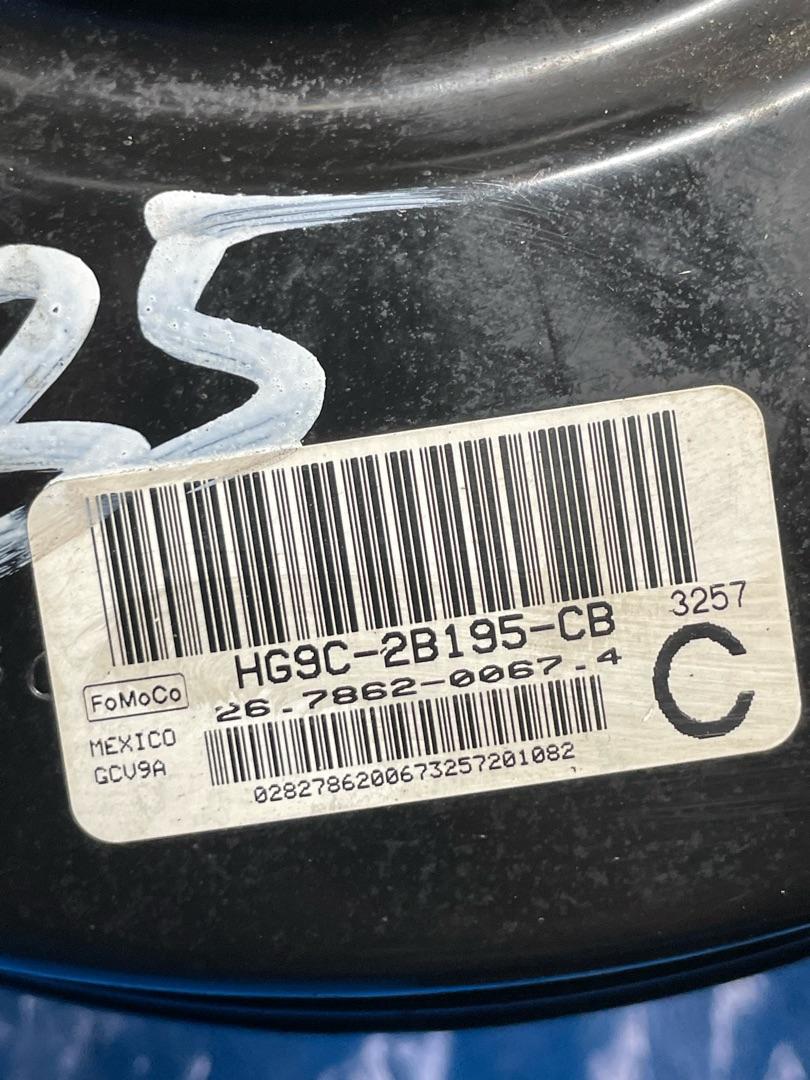 25
HG9C-2B195-CB
3257
26.7862-0067.4
C
FoMoCo
MEXICO
GCV9A
0282786200673257201082